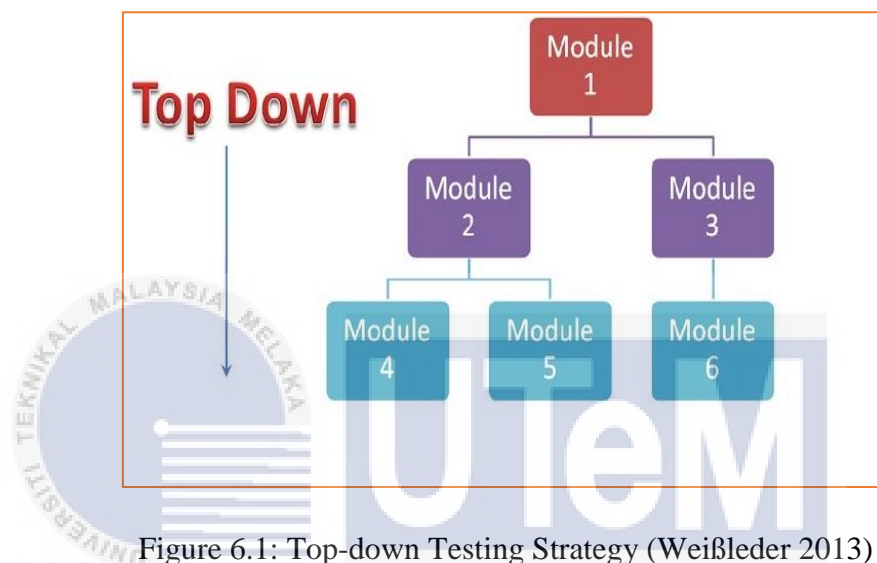 Top Down
Module
1
Module
2
Module
3
Module
4
Module
5
Module
6
UNIVERSITI TEKNIKAL MALAYSIA MELAKA
UTeM
Figure 6.1: Top-down Testing Strategy (Weißleder 2013)